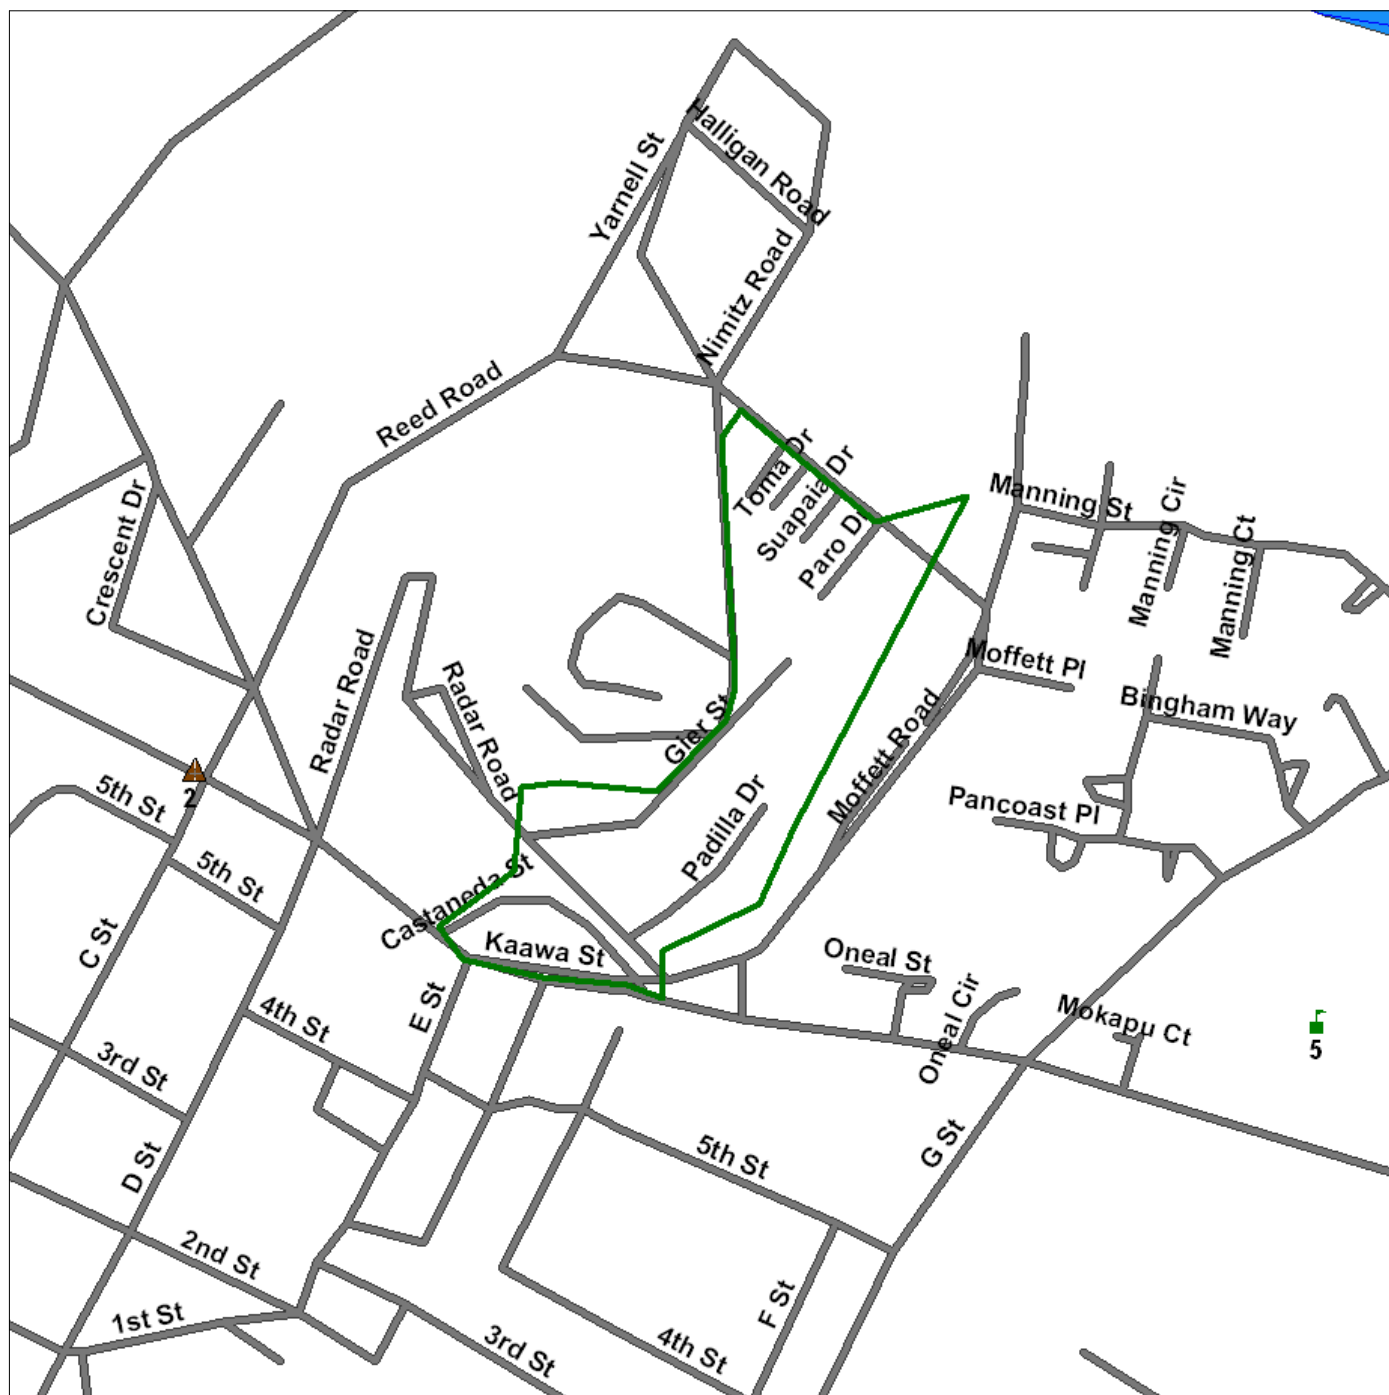 Halligan Road
Yarnell St
Nimitz Road
Reed Road
Toma Dr
Suapaia Dr
Paro Dr
Manning St
Manning Cir
Manning Ct
Crescent Dr
Radar Road
Radar Road
Moffett Pl
Bingham Way
Gier St
Moffett Road
Padilla Dr
Pancoast Pl
2
5th St
5th St
Castaneda St
Kaawa St
C St
Oneal St
Oneal Cir
Mokapu Ct
5
E St
4th St
3rd St
D St
5th St
G St
2nd St
1st St
F St
3rd St
4th St